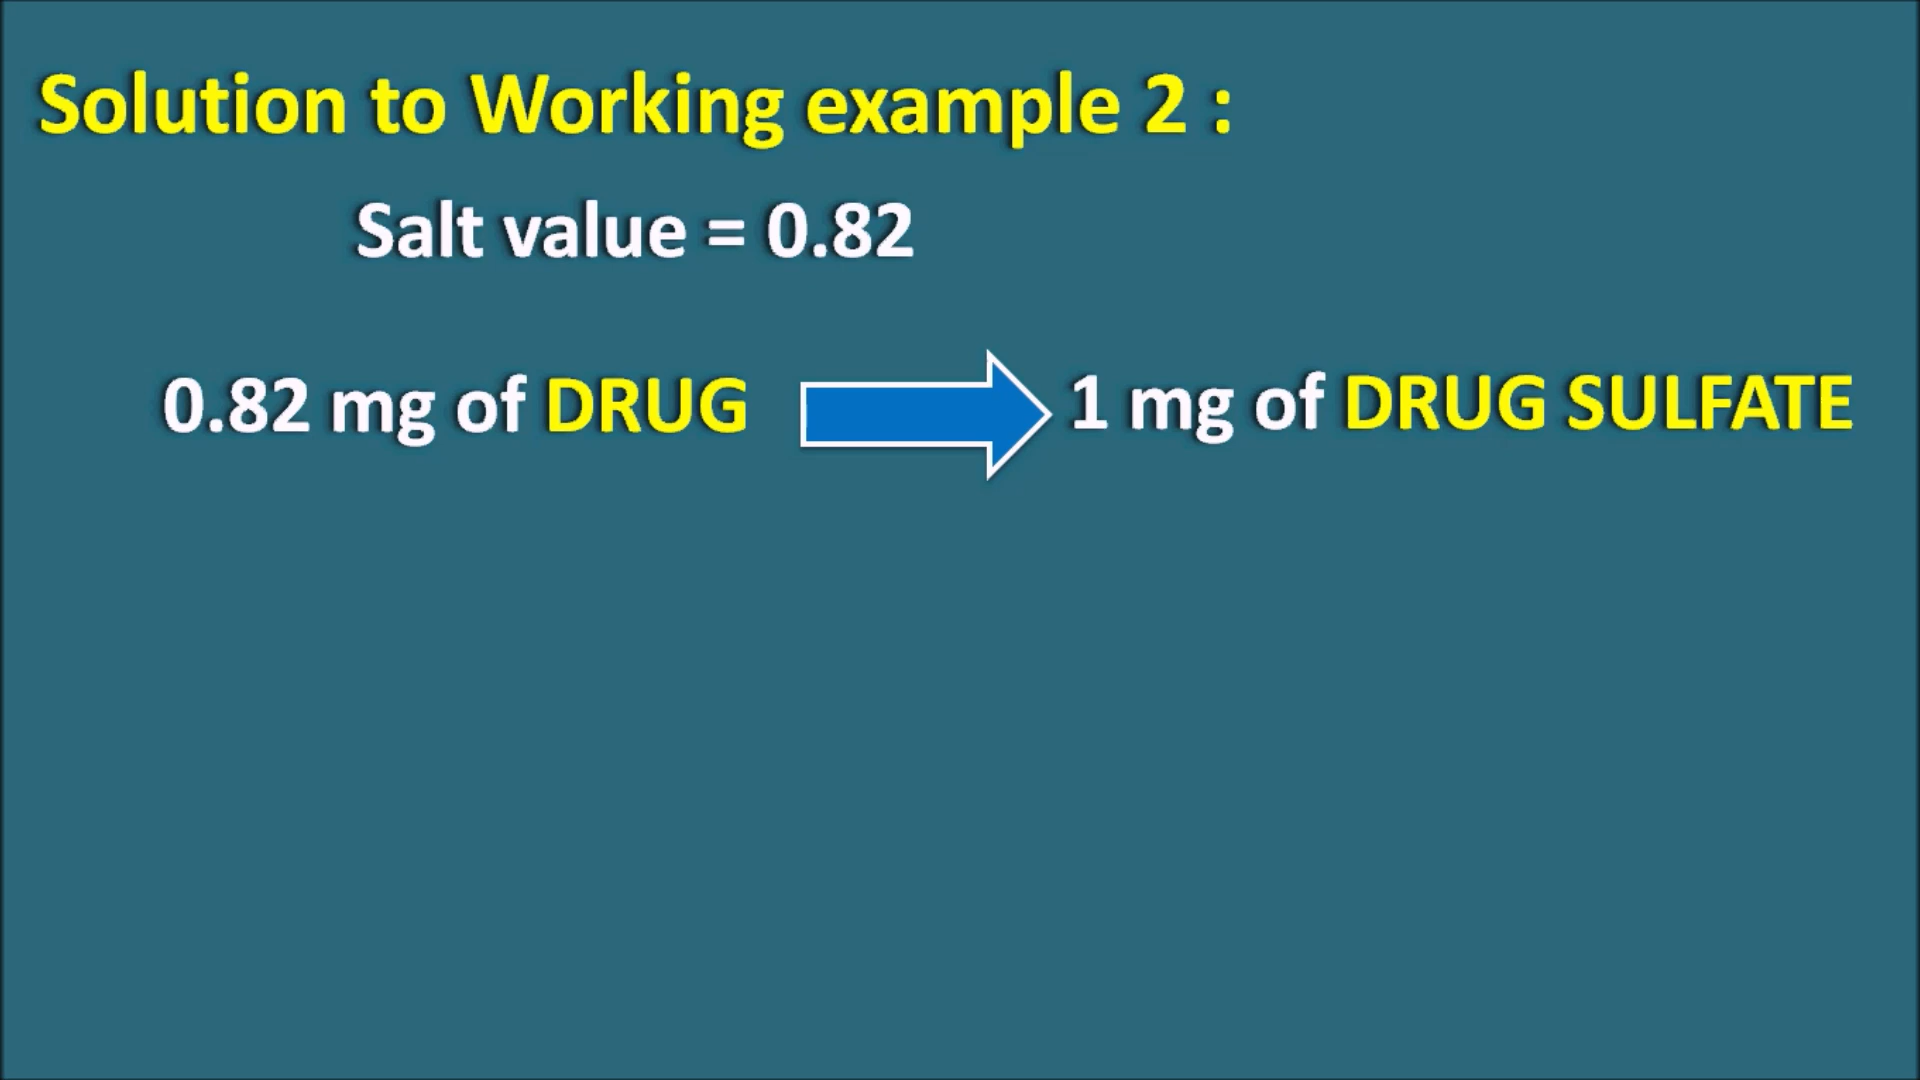 Solution to Working example 2 :
Salt value = 0.82
0.82 mg of DRUG 1 mg of DRUG SULFATE